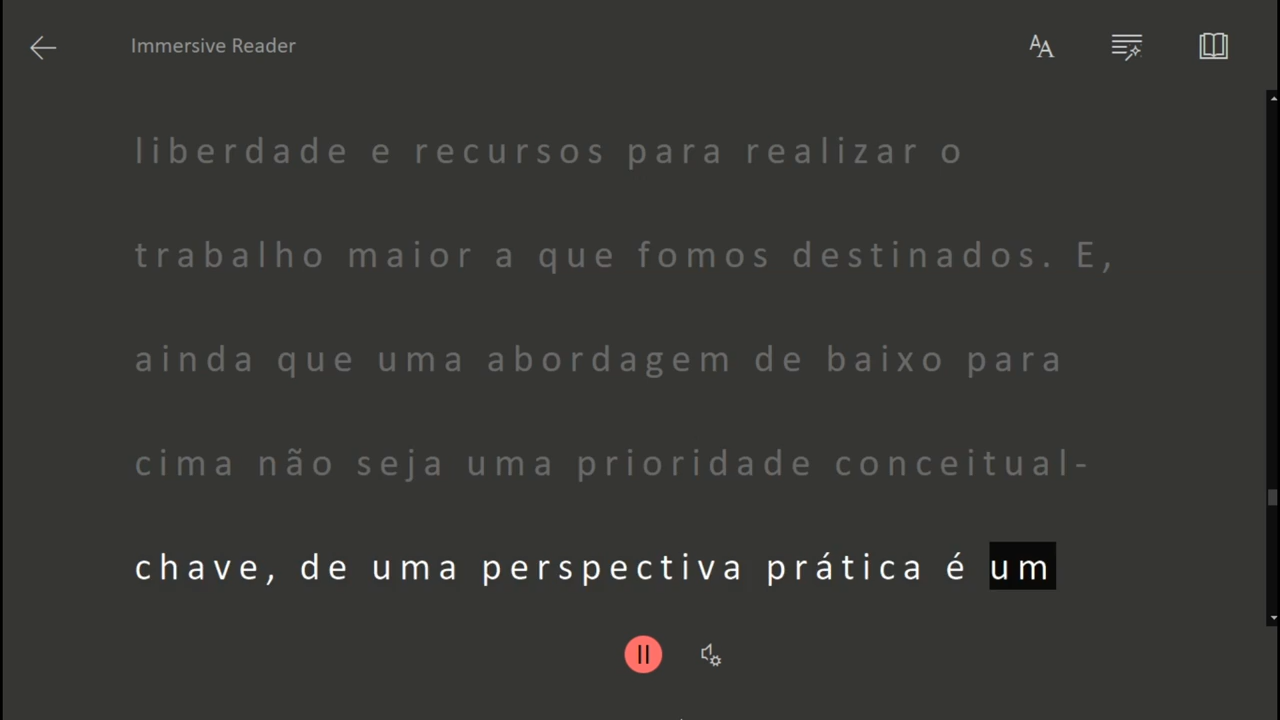 Immersive Reader
liberdade e recursos para realizar o
trabalho maior a que fomos destinados. E,
ainda que uma abordagem de baixo para
cima não seja uma prioridade conceitual-
chave, de uma perspectiva prática é um